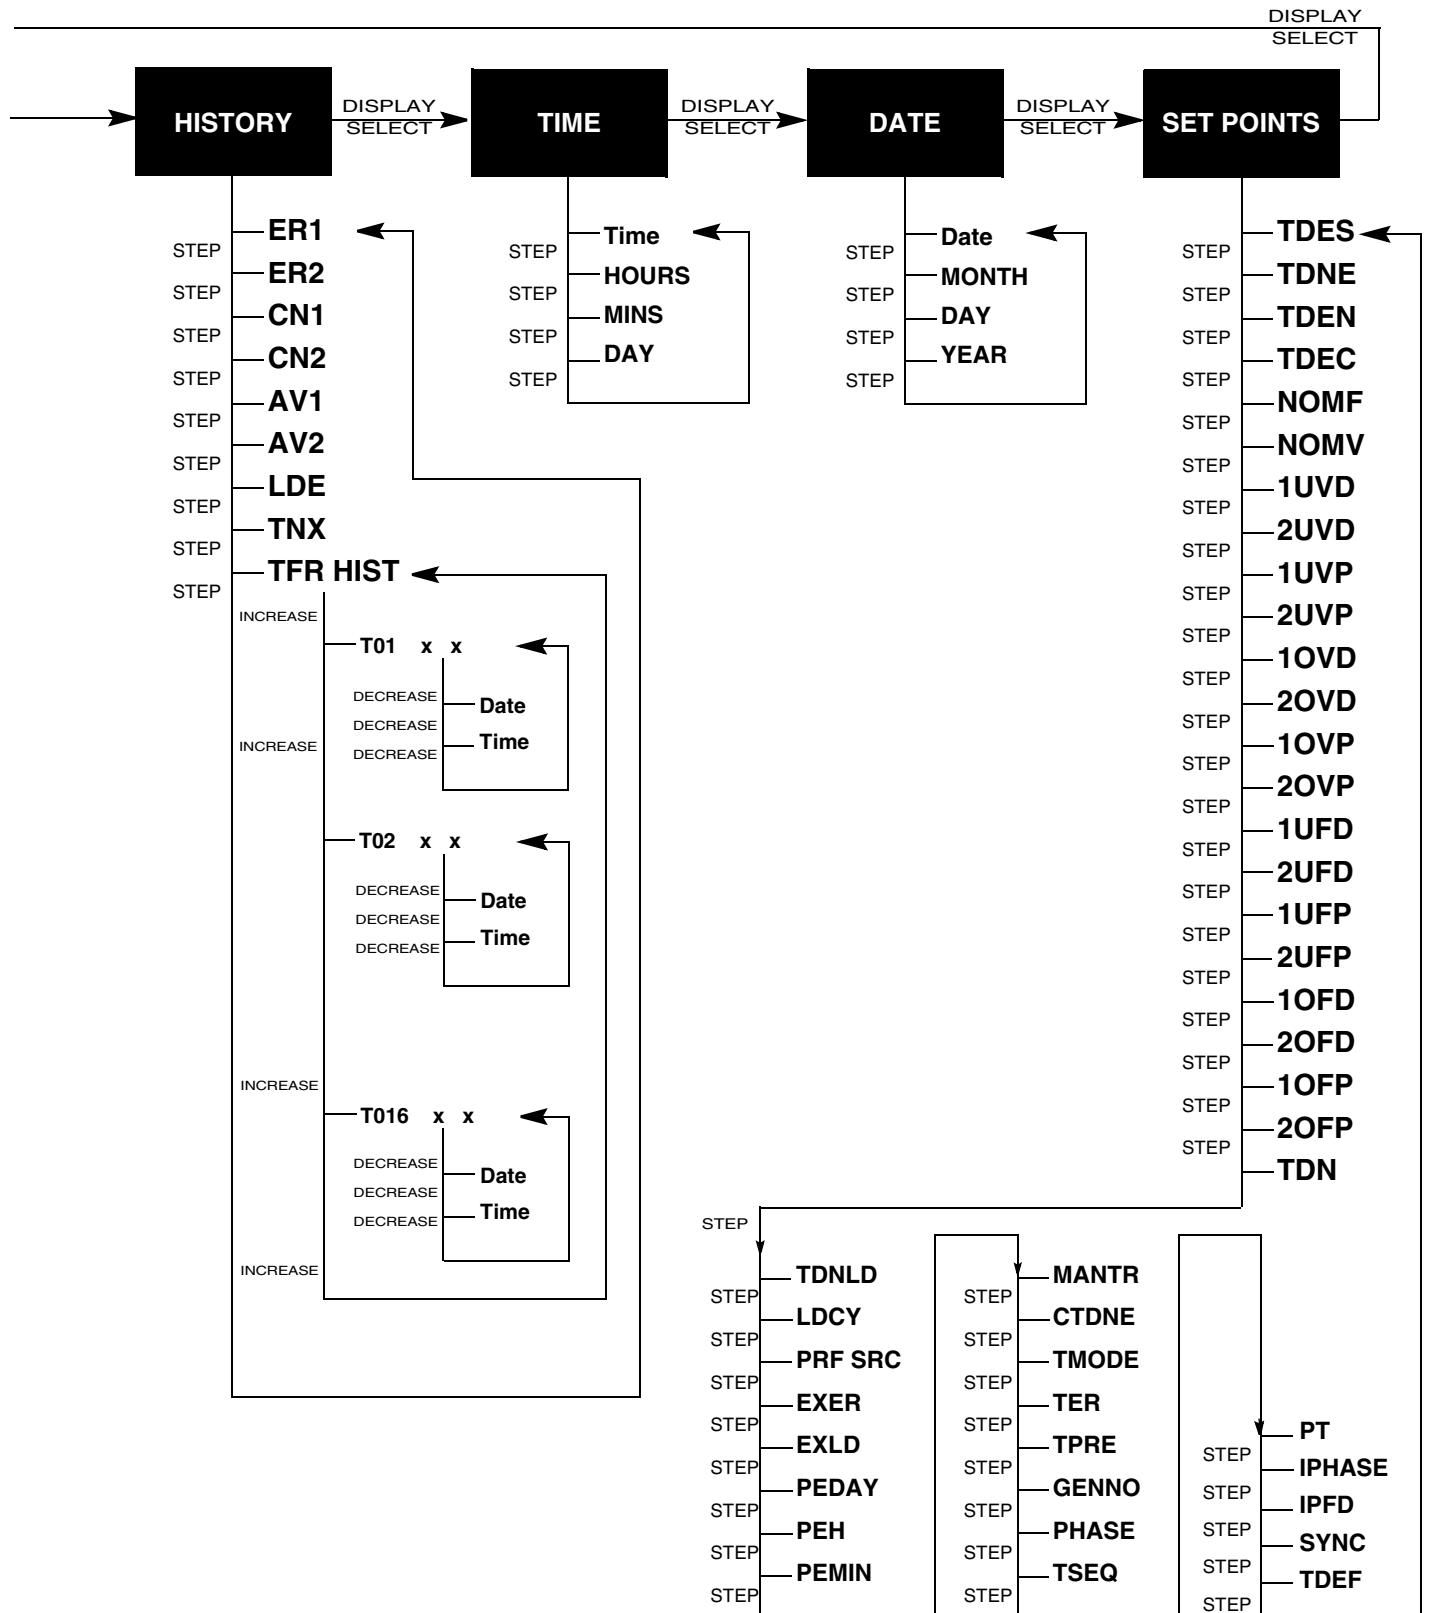 DISPLAY
SELECT
HISTORY
DISPLAY
SELECT
TIME
DISPLAY
SELECT
DATE
DISPLAY
SELECT
SET POINTS
ER1
STEP
ER2
STEP
CN1
STEP
CN2
STEP
AV1
STEP
AV2
STEP
LDE
STEP
TNX
STEP
TFR HIST
STEP
INCREASE
T01 x x
DECREASE
Date
DECREASE
Time
DECREASE
INCREASE
T02 x x
DECREASE
Date
DECREASE
Time
DECREASE
INCREASE
T016 x x
DECREASE
Date
DECREASE
Time
DECREASE
INCREASE
Time
STEP
HOURS
STEP
MINS
STEP
DAY
STEP
Date
STEP
MONTH
STEP
DAY
STEP
YEAR
STEP
TDES
STEP
TDNE
STEP
TDEN
STEP
TDEC
STEP
NOMF
STEP
NOMV
STEP
1UVD
STEP
2UVD
STEP
1UVP
STEP
2UVP
STEP
1OVD
STEP
2OVD
STEP
1OVP
STEP
2OVP
STEP
1UFD
STEP
2UFD
STEP
1UFP
STEP
2UFP
STEP
1OFD
STEP
2OFD
STEP
1OFP
STEP
2OFP
STEP
TDN
STEP
TDNLD
STEP
LDCY
STEP
PRF SRC
STEP
EXER
STEP
EXLD
STEP
PEDAY
STEP
PEH
STEP
PEMIN
STEP
MANTR
STEP
CTDNE
STEP
TMODE
STEP
TER
STEP
TPRE
STEP
GENNO
STEP
PHASE
STEP
TSEQ
STEP
PT
STEP
IPHASE
STEP
IPFD
STEP
SYNC
STEP
TDEF
STEP